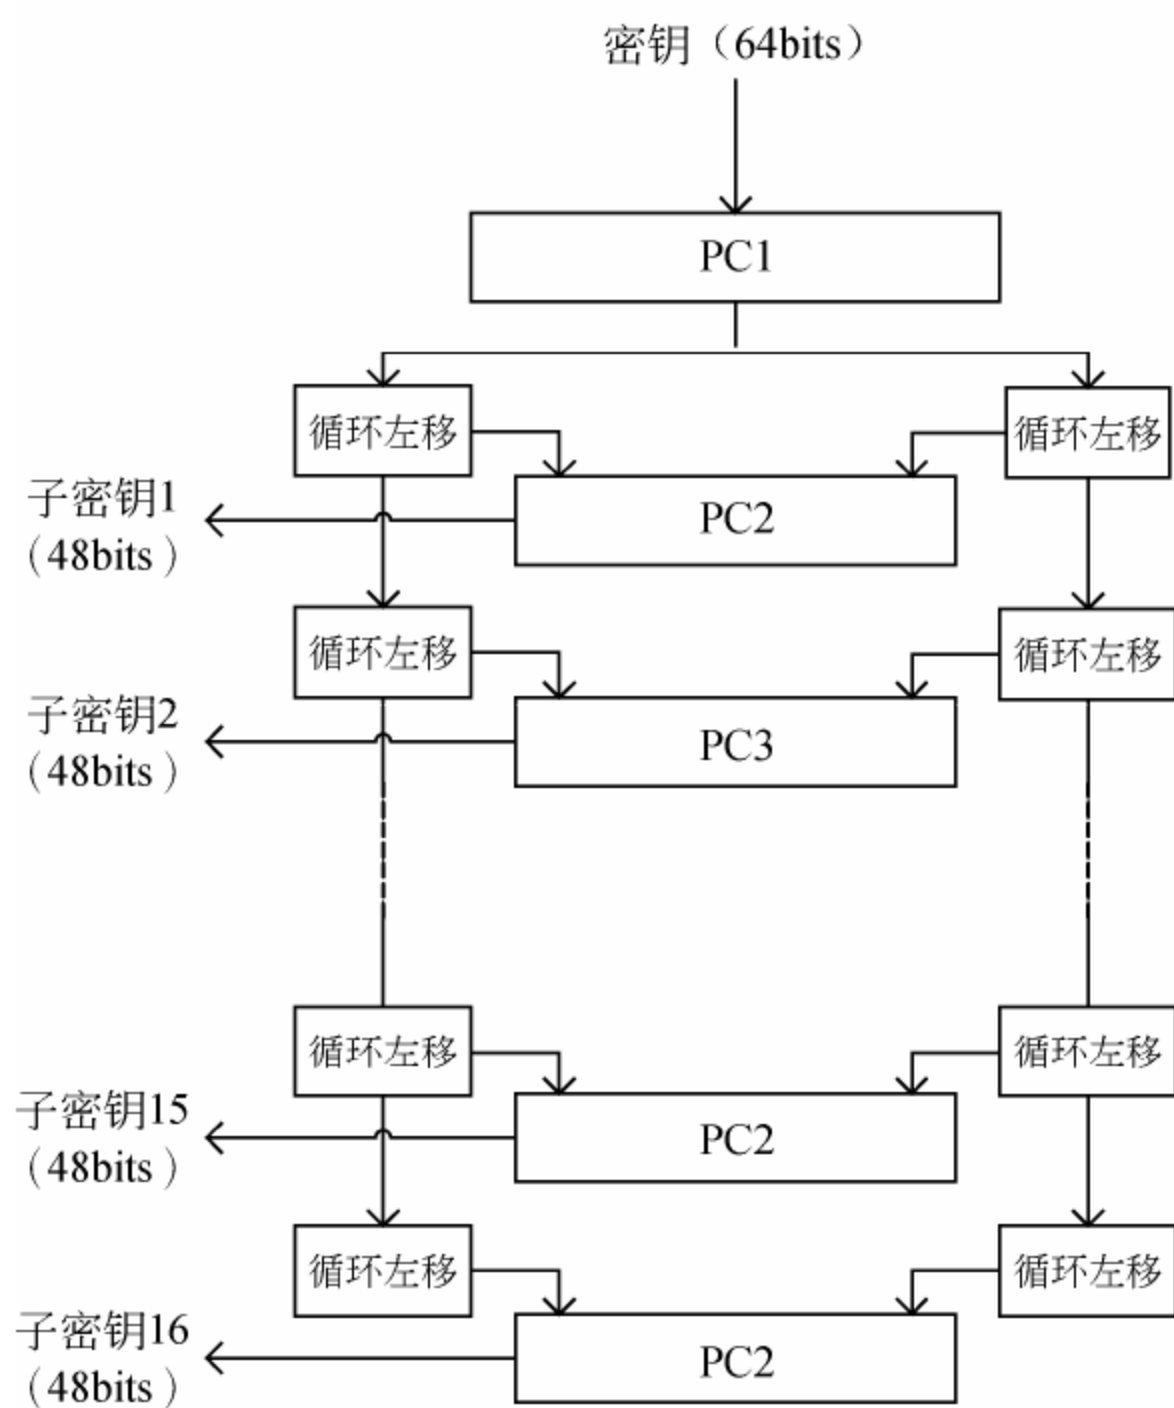 密钥（64bits）
PC1
循环左移
循环左移
子密钥1
（48bits）
PC2
循环左移
循环左移
子密钥2
（48bits）
PC3
循环左移
循环左移
子密钥15
（48bits）
PC2
循环左移
循环左移
子密钥16
（48bits）
PC2